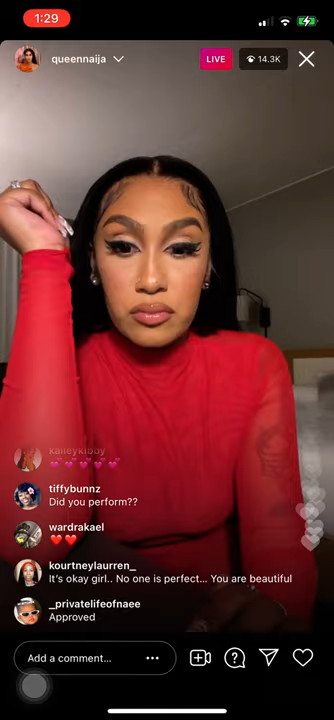 1:29
queennaija
LIVE
14.3K
kaileykibby
💕💕💕💕💕
tiffybunnz
Did you perform??
wardrakael
❤️❤️
kourtneylaurren_
It's okay girl.. No one is perfect... You are beautiful
_privatelifeofnaee
Approved
Add a comment...